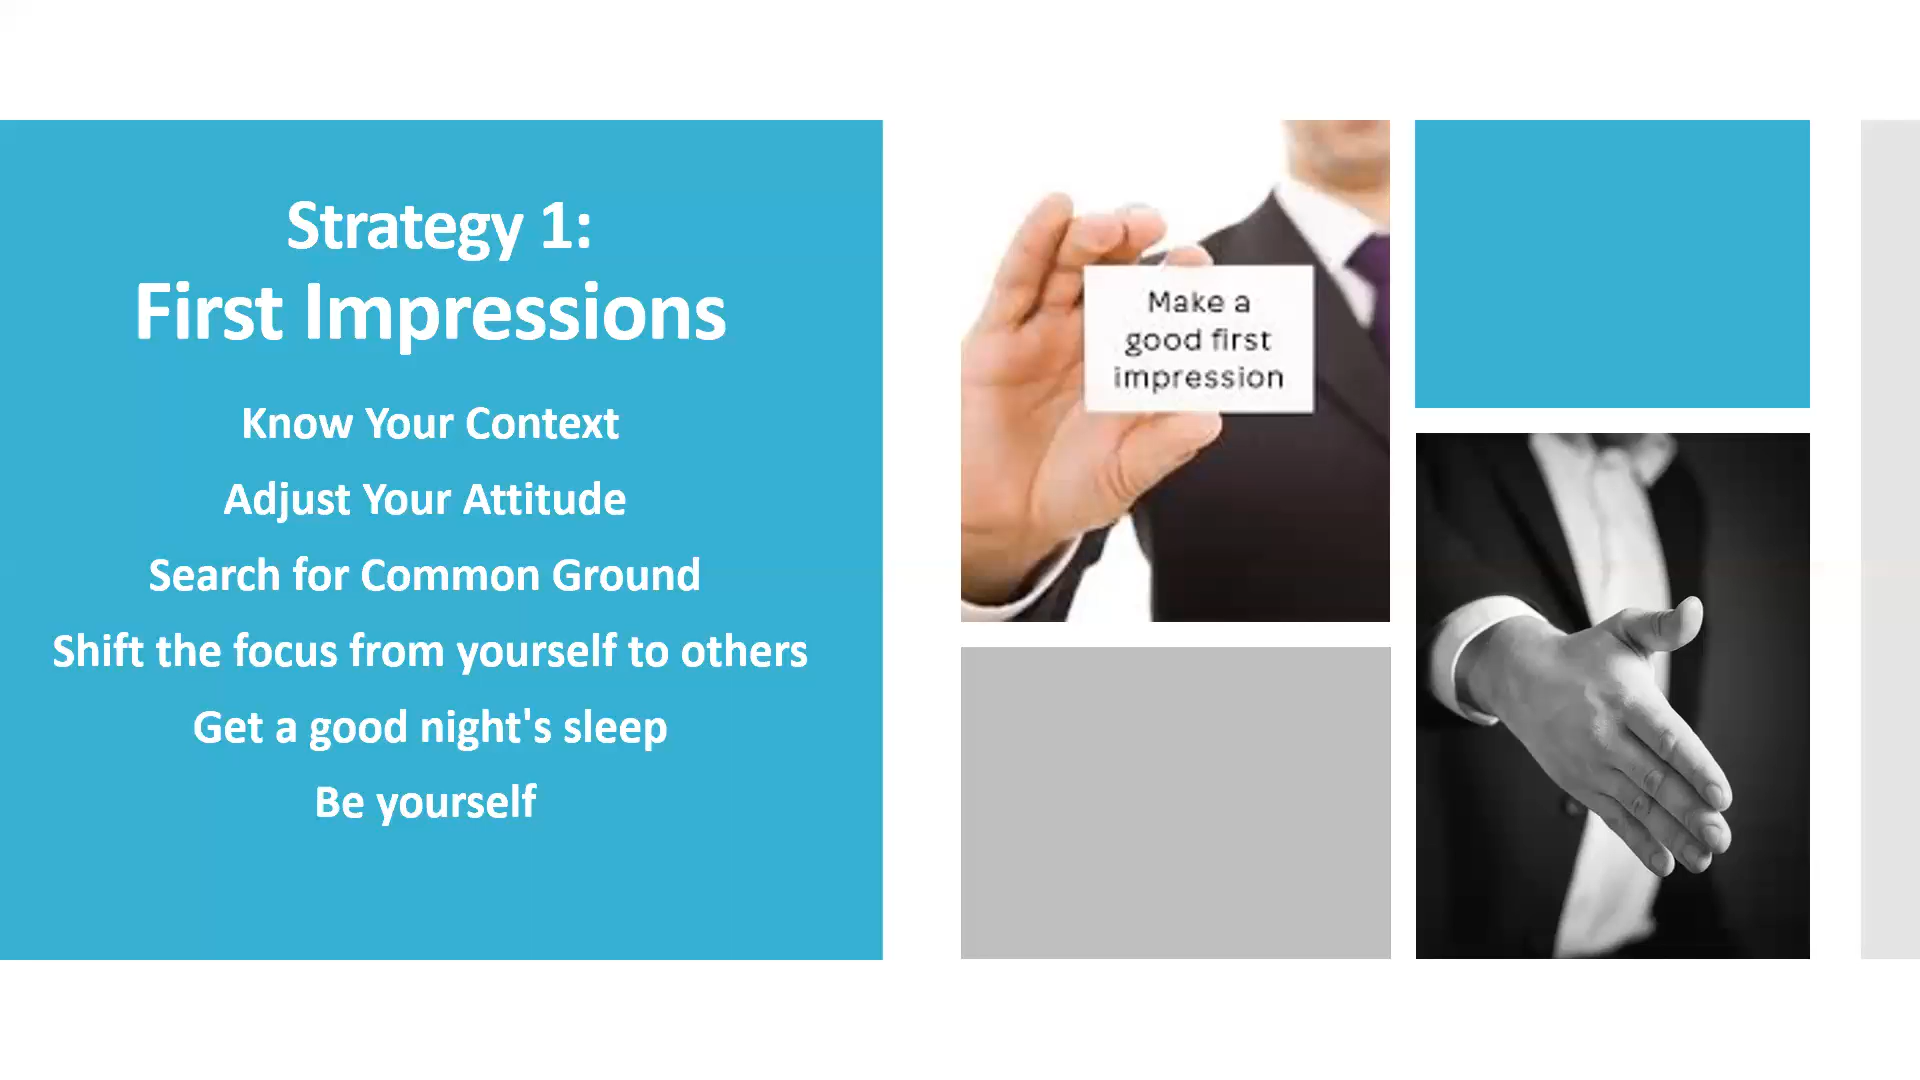 Strategy 1:
First Impressions
Know Your Context
Adjust Your Attitude
Search for Common Ground
Shift the focus from yourself to others
Get a good night's sleep
Be yourself
Make a
good first
impression